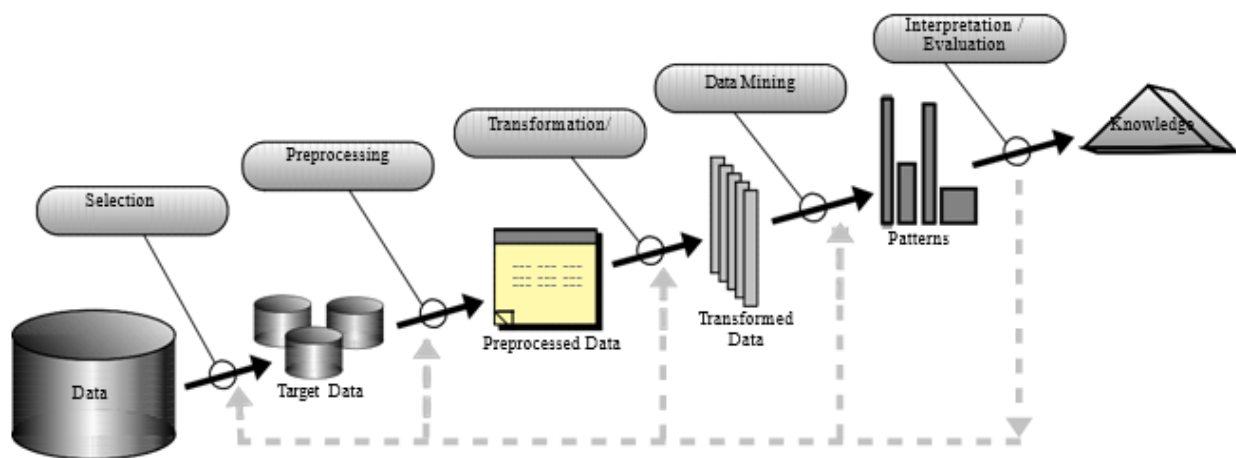 Interpretation /
Evaluation
Data Mining
Transformation/
Preprocessing
Selection
Knowledge
Patterns
Transformed
Data
Preprocessed Data
Target Data
Data
--- --- ---
--- --- ---
--- --- ---